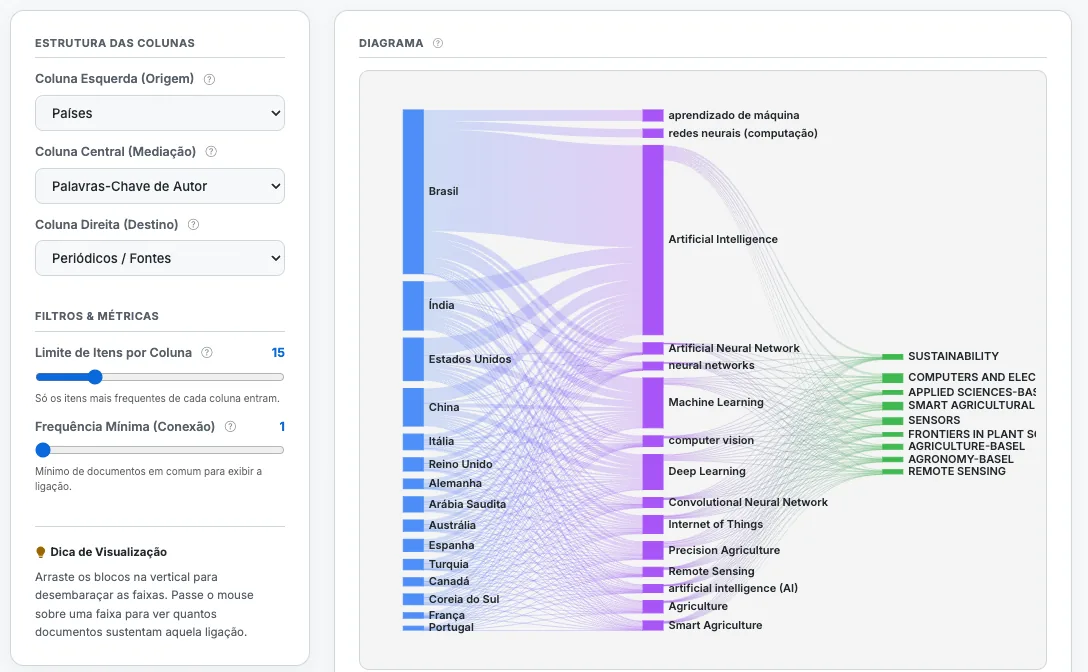 ESTRUTURA DAS COLUNAS
Coluna Esquerda (Origem) ?
Países
Coluna Central (Mediação) ?
Palavras-Chave de Autor
Coluna Direita (Destino) ?
Periódicos / Fontes
FILTROS & MÉTRICAS
Limite de Itens por Coluna ? 15
Só os itens mais frequentes de cada coluna entram.
Frequência Mínima (Conexão) ? 1
Mínimo de documentos em comum para exibir a
ligação.
Dica de Visualização
Arraste os blocos na vertical para
desembaraçar as faixas. Passe o mouse
sobre uma faixa para ver quantos
documentos sustentam aquela ligação.
DIAGRAMA ?
Brasil
Índia
Estados Unidos
China
Itália
Reino Unido
Alemanha
Arábia Saudita
Austrália
Espanha
Turquia
Canadá
Coreia do Sul
França
Portugal
aprendizado de máquina
redes neurais (computação)
Artificial Intelligence
Artificial Neural Network
neural networks
Machine Learning
computer vision
Deep Learning
Convolutional Neural Network
Internet of Things
Precision Agriculture
Remote Sensing
artificial intelligence (AI)
Agriculture
Smart Agriculture
SUSTAINABILITY
COMPUTERS AND ELEC
APPLIED SCIENCES-BAS
SMART AGRICULTURAL
SENSORS
FRONTIERS IN PLANT SC
AGRICULTURE-BASEL
AGRONOMY-BASEL
REMOTE SENSING